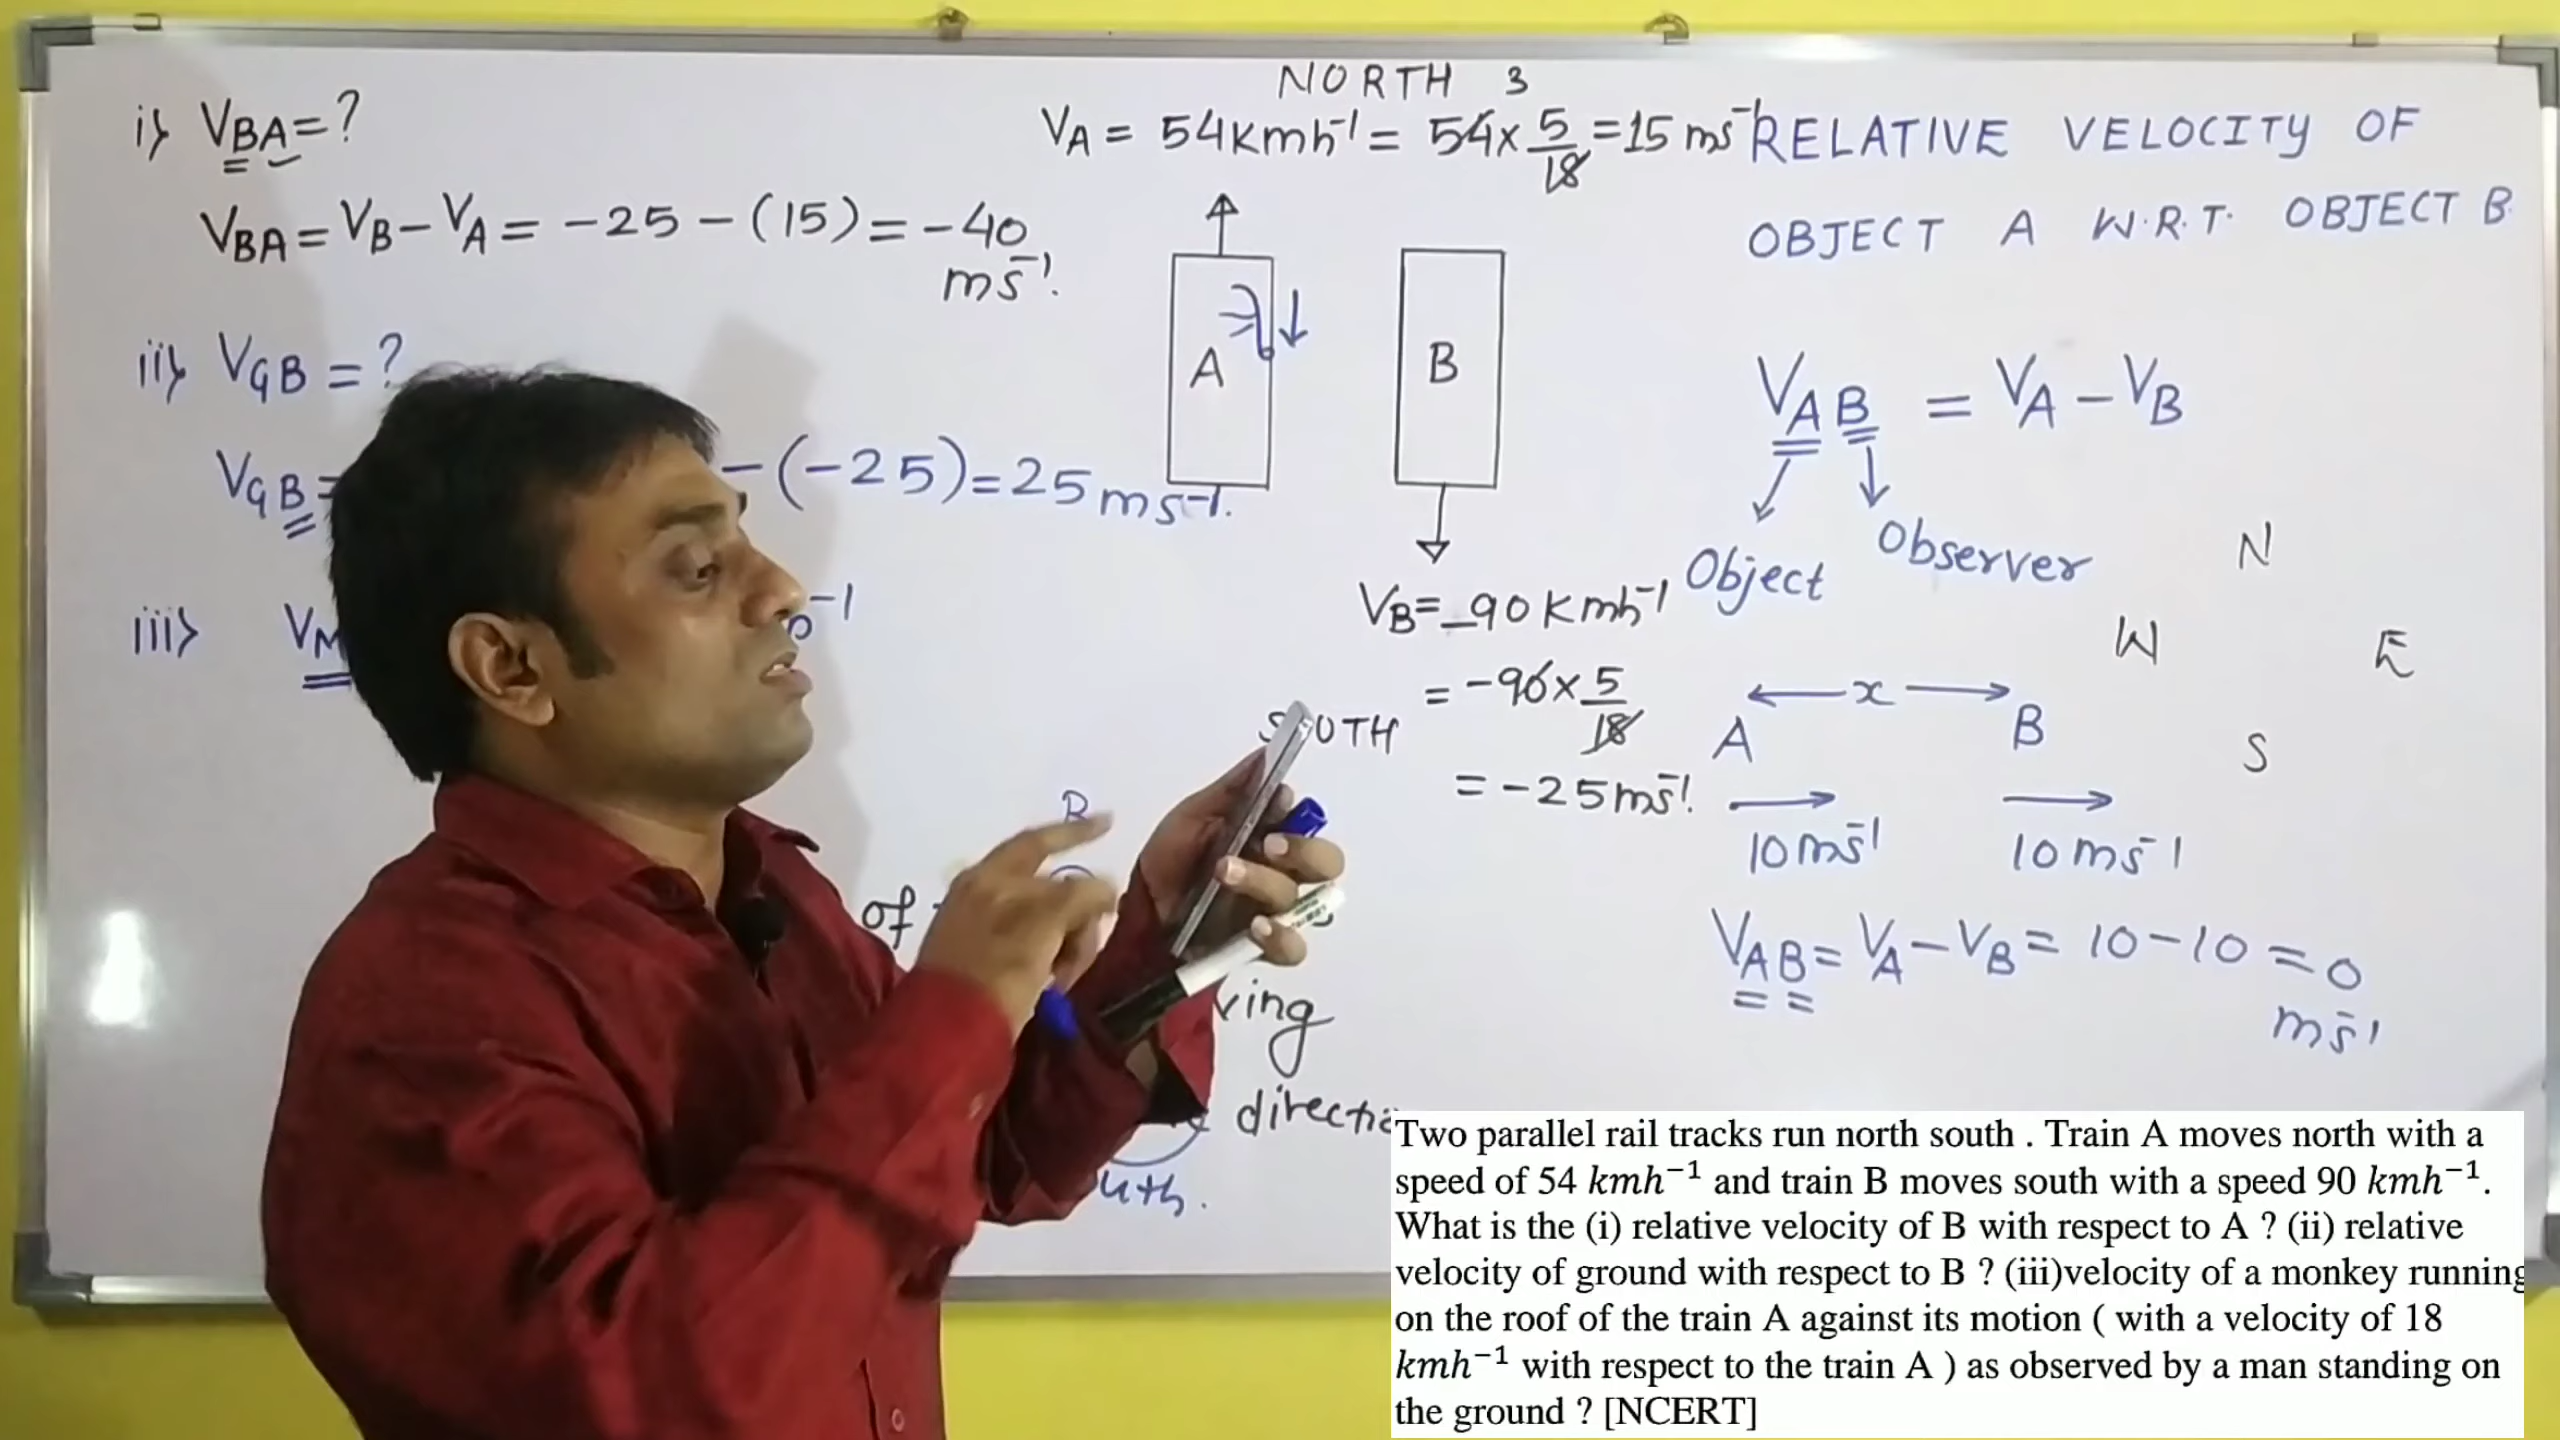 i) VBA = ?
VBA = VB - VA = -25 - (15) = -40
ms⁻¹.
ii) VGB = ?
VGB =
- (-25) = 25 ms⁻¹.
iii)
NORTH 3
VA = 54 kmh⁻¹ = 54 × 5/18 = 15 ms⁻¹
A
B
VB = -90 kmh⁻¹
= -90 × 5/18
= -25 ms⁻¹.
of
direction
RELATIVE VELOCITY OF
OBJECT A W.R.T. OBJECT B.
VAB = VA - VB
Object
Observer
N
W
E
S
x
A
B
10 ms⁻¹
10 ms⁻¹
VAB = VA - VB = 10 - 10 = 0
ms⁻¹
Two parallel rail tracks run north south . Train A moves north with a
speed of 54 kmh⁻¹ and train B moves south with a speed 90 kmh⁻¹.
What is the (i) relative velocity of B with respect to A ? (ii) relative
velocity of ground with respect to B ? (iii)velocity of a monkey running
on the roof of the train A against its motion ( with a velocity of 18
kmh⁻¹ with respect to the train A ) as observed by a man standing on
the ground ? [NCERT]